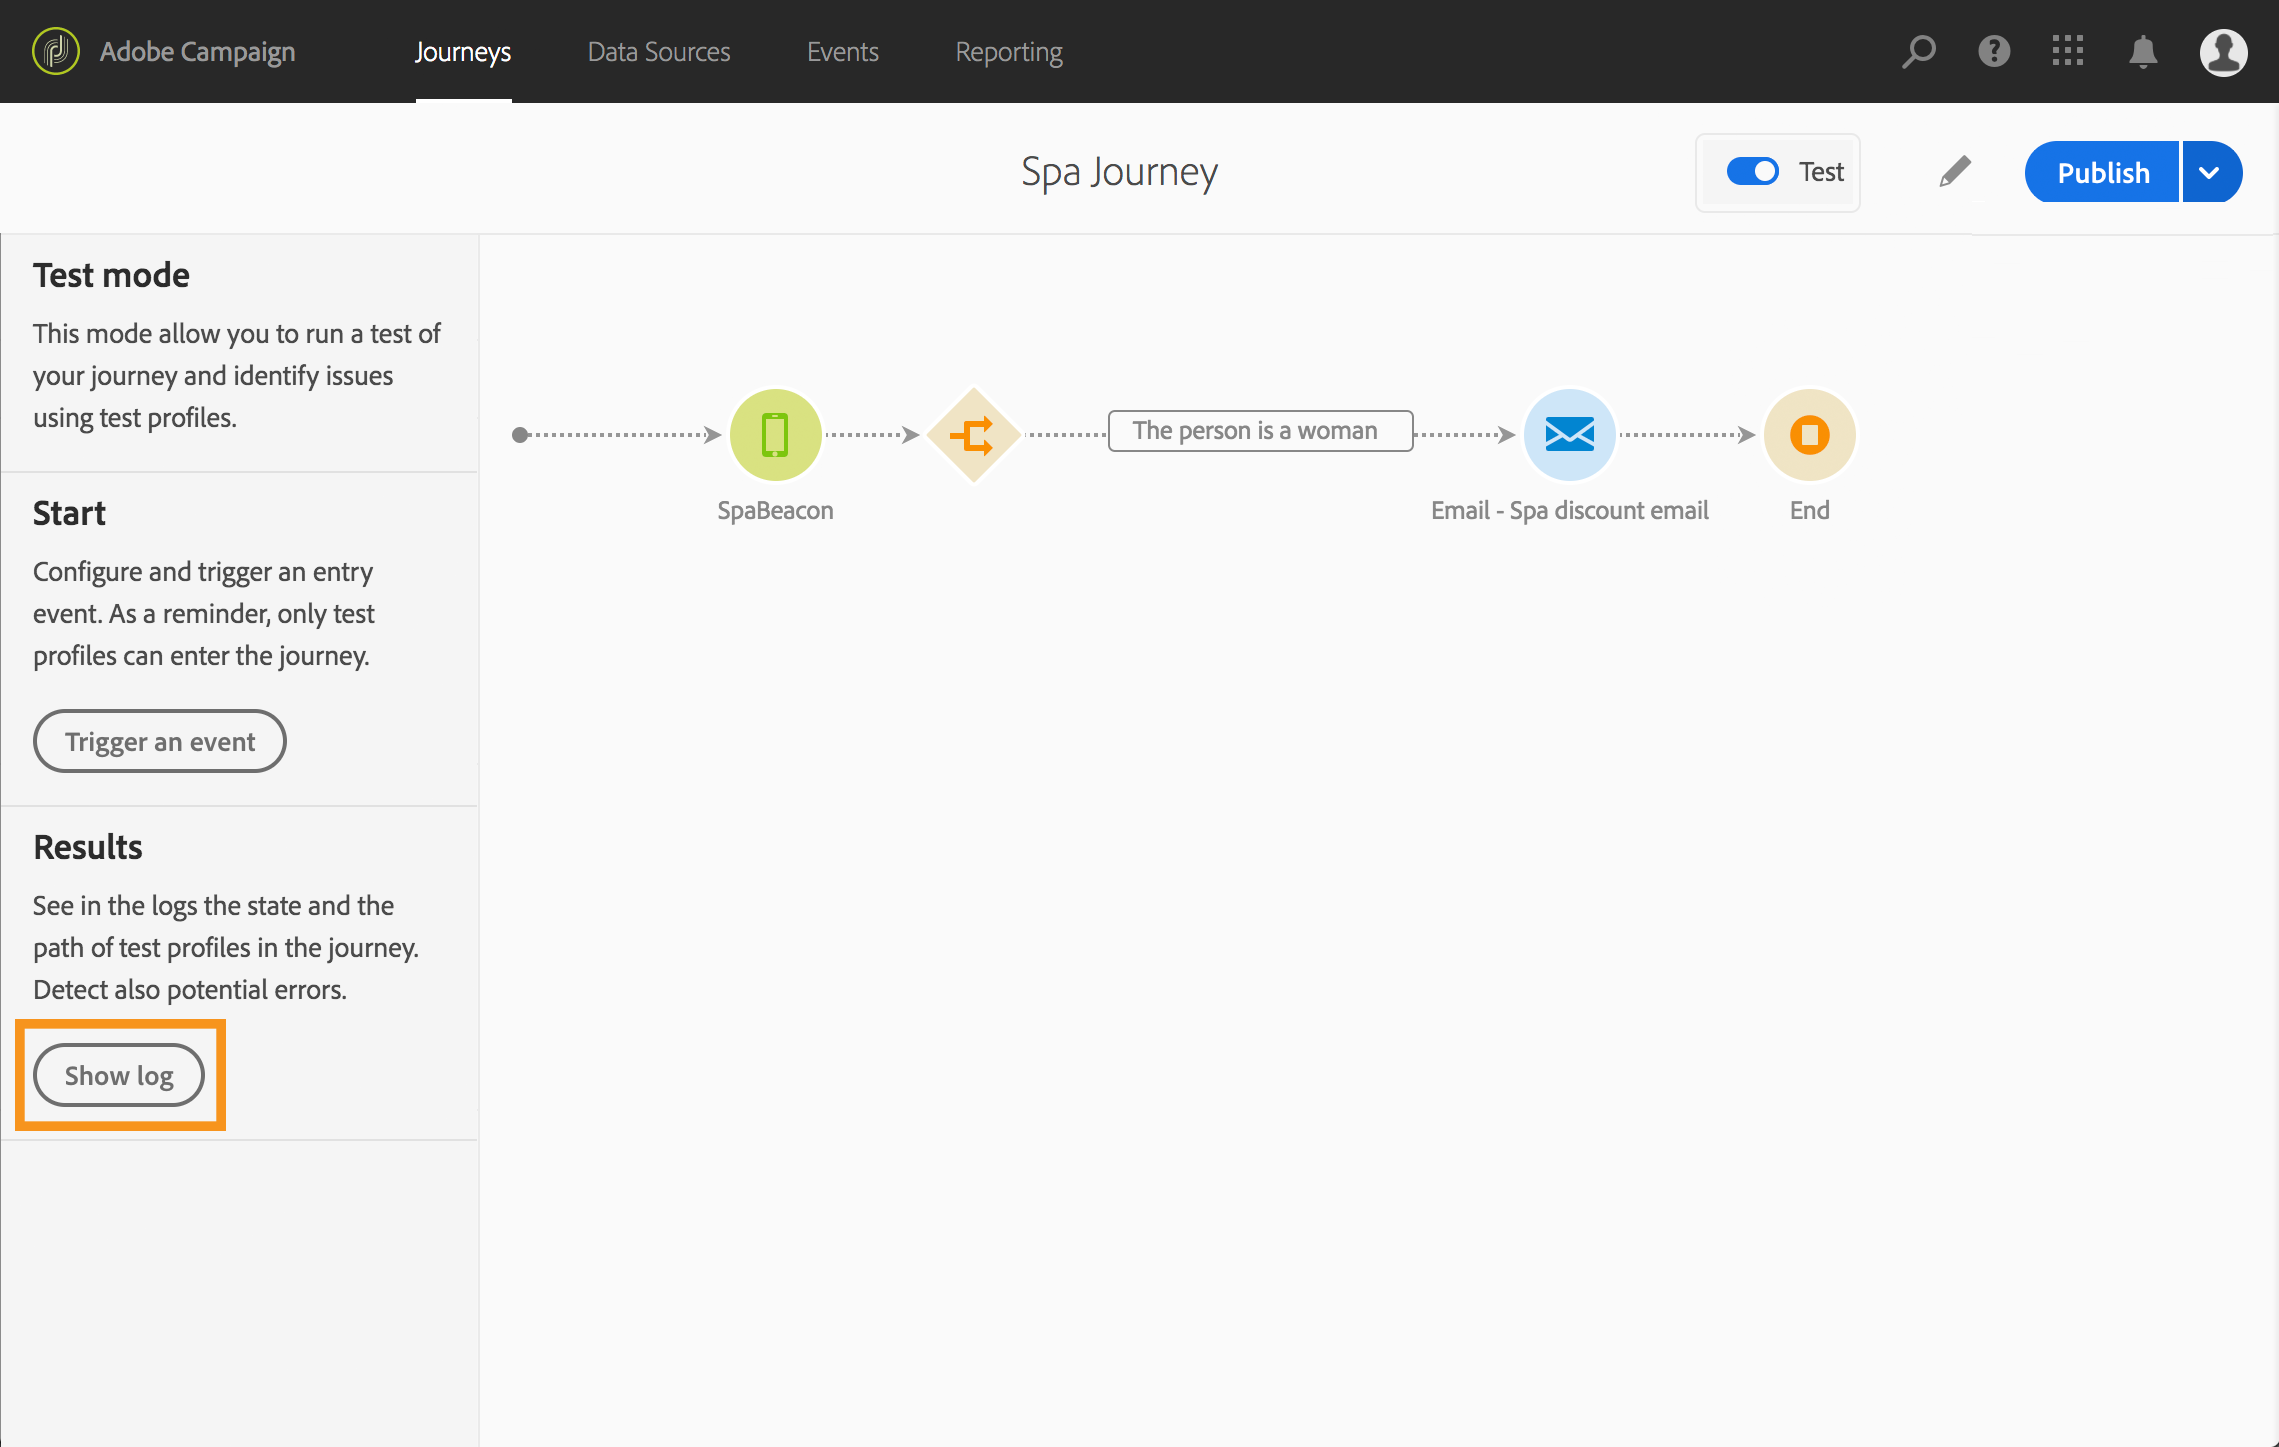 Adobe Campaign Journeys Data Sources Events Reporting
Spa Journey Test Publish
Test mode
This mode allow you to run a test of
your journey and identify issues
using test profiles.
Start
Configure and trigger an entry
event. As a reminder, only test
profiles can enter the journey.
Trigger an event
Results
See in the logs the state and the
path of test profiles in the journey.
Detect also potential errors.
Show log
The person is a woman
SpaBeacon Email - Spa discount email End